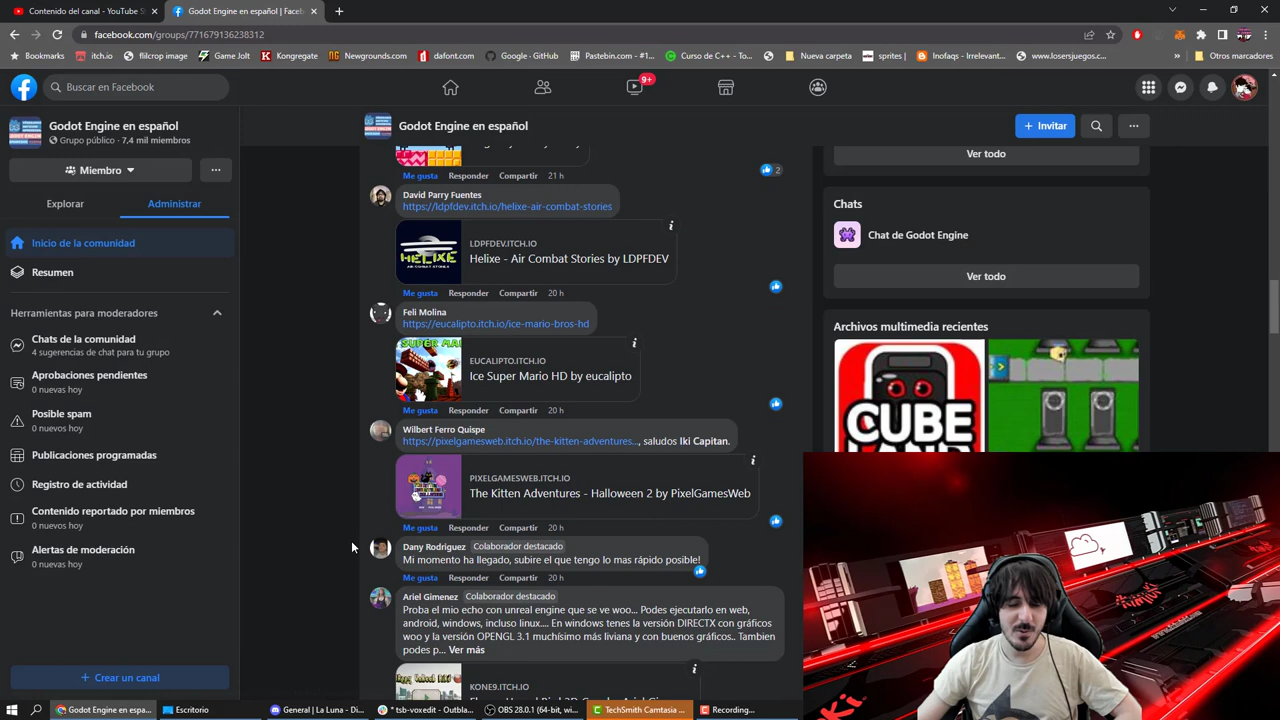 Contenido del canal - YouTube S
Godot Engine en español | Faceb
facebook.com/groups/771679136238312
Bookmarks
itch.io
flilcrop image
Game Jolt
Kongregate
Newgrounds.com
dafont.com
Google - GitHub
Pastebin.com - #1...
Curso de C++ - Tu...
Nueva carpeta
sprites |
Inofaqs - Irrelevant...
www.losersjuegos.c...
Otros marcadores
Buscar en Facebook
9+
Godot Engine en español
Grupo público · 7,4 mil miembros
Miembro
Explorar
Administrar
Inicio de la comunidad
Resumen
Herramientas para moderadores
Chats de la comunidad
4 sugerencias de chat para tu grupo
Aprobaciones pendientes
0 nuevas hoy
Posible spam
0 nuevos hoy
Publicaciones programadas
Registro de actividad
Contenido reportado por miembros
0 nuevos hoy
Alertas de moderación
0 nuevas hoy
+ Crear un canal
Godot Engine en español
+ Invitar
Me gusta Responder Compartir 21 h
2
David Parry Fuentes
https://ldpfdev.itch.io/helixe-air-combat-stories
HELIXE
AIR COMBAT STORIES
LDPFDEV.ITCH.IO
Helixe - Air Combat Stories by LDPFDEV
Me gusta Responder Compartir 20 h
Feli Molina
https://eucalipto.itch.io/ice-mario-bros-hd
SUPER MA
EUCALIPTO.ITCH.IO
Ice Super Mario HD by eucalipto
Me gusta Responder Compartir 20 h
Wilbert Ferro Quispe
https://pixelgamesweb.itch.io/the-kitten-adventures..., saludos Iki Capitan.
PIXELGAMESWEB.ITCH.IO
The Kitten Adventures - Halloween 2 by PixelGamesWeb
Me gusta Responder Compartir 20 h
Dany Rodriguez Colaborador destacado
Mi momento ha llegado, subire el que tengo lo mas rápido posible!
Me gusta Responder Compartir 20 h
Ariel Gimenez Colaborador destacado
Proba el mio echo con unreal engine que se ve woo... Podes ejecutarlo en web,
android, windows, incluso linux.... En windows tenes la versión DIRECTX con gráficos
woo y la versión OPENGL 3.1 muchísimo más liviana y con buenos gráficos.. Tambien
podes p... Ver más
KONE9.ITCH.IO
Ver todo
Chats
Chat de Godot Engine
Ver todo
Archivos multimedia recientes
CUBE
LAND
Godot Engine en espa...
Escritorio
General | La Luna - Di...
* tsb-voxedit - Outbla...
OBS 28.0.1 (64-bit, wi...
TechSmith Camtasia ...
Recording...